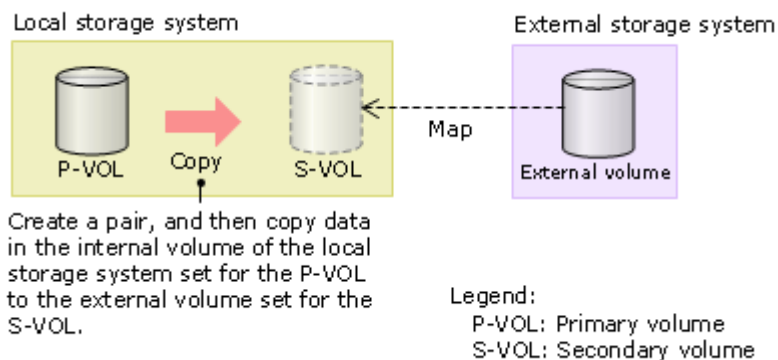 Local storage system
External storage system
P-VOL
Copy
S-VOL
Map
External volume
Create a pair, and then copy data
in the internal volume of the local
storage system set for the P-VOL
to the external volume set for the
S-VOL.
Legend:
P-VOL: Primary volume
S-VOL: Secondary volume